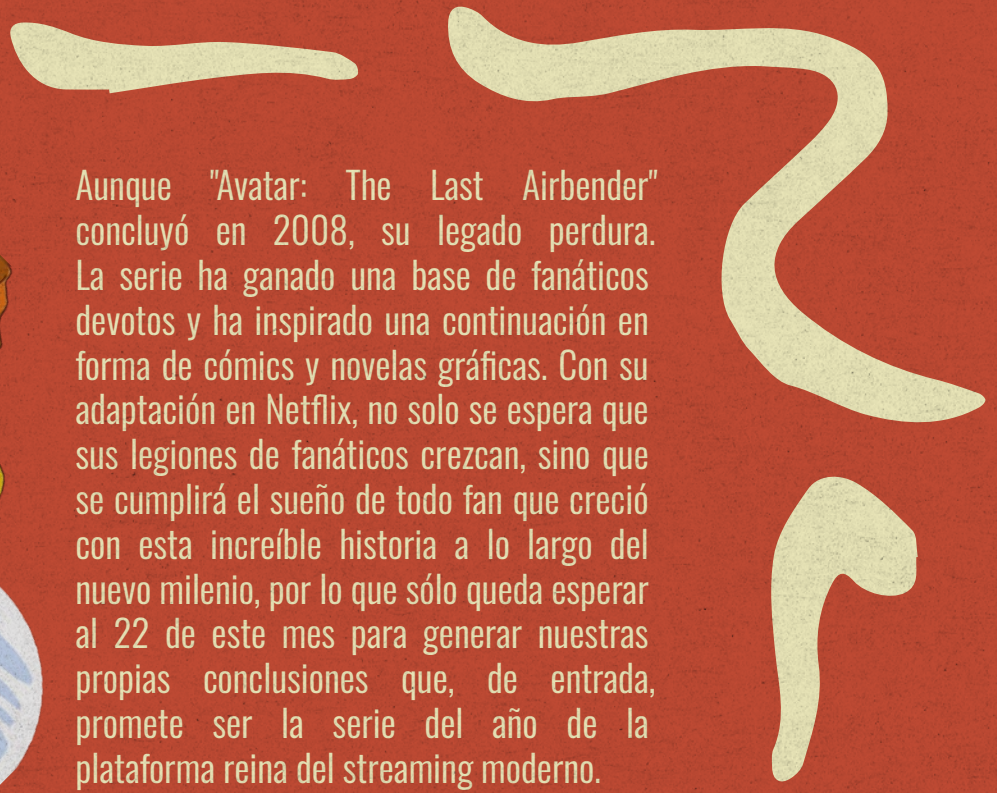 Aunque "Avatar: The Last Airbender"
concluyó en 2008, su legado perdura.
La serie ha ganado una base de fanáticos
devotos y ha inspirado una continuación en
forma de cómics y novelas gráficas. Con su
adaptación en Netflix, no solo se espera que
sus legiones de fanáticos crezcan, sino que
se cumplirá el sueño de todo fan que creció
con esta increíble historia a lo largo del
nuevo milenio, por lo que sólo queda esperar
al 22 de este mes para generar nuestras
propias conclusiones que, de entrada,
promete ser la serie del año de la
plataforma reina del streaming moderno.